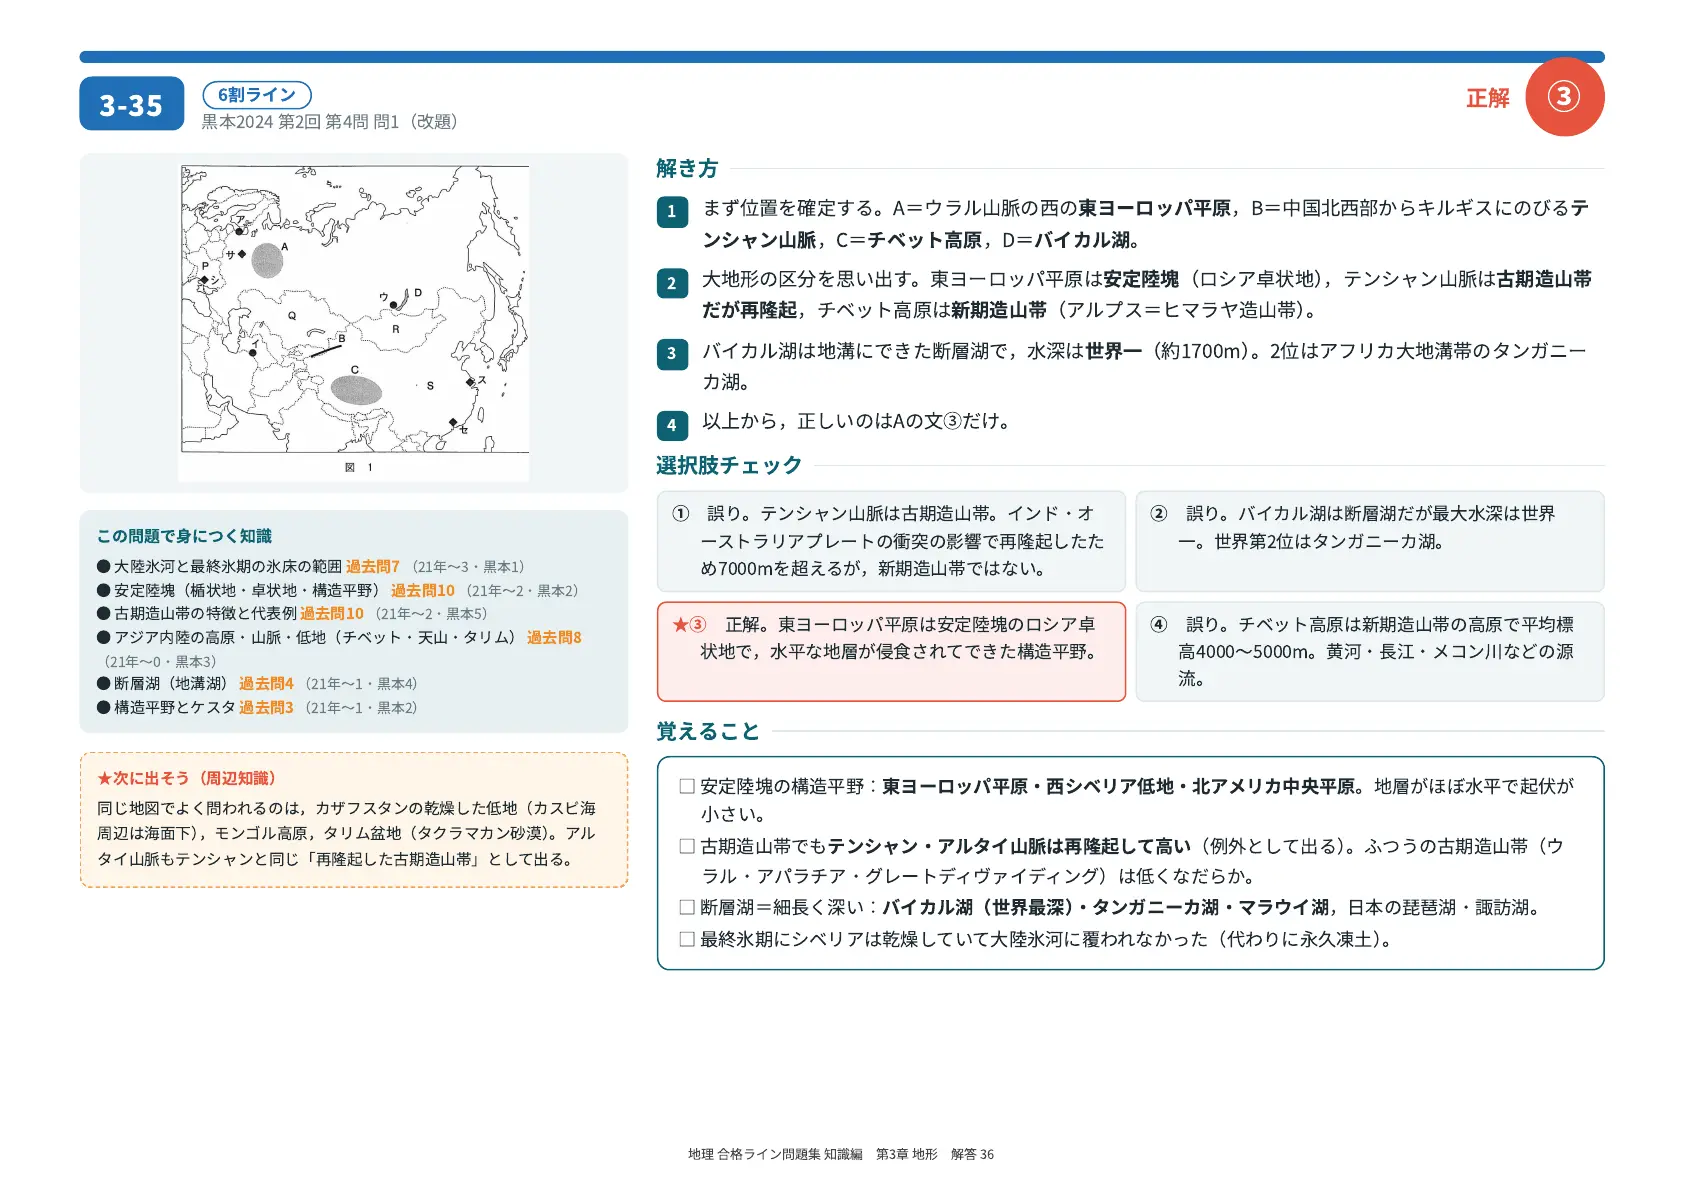 3-35
6割ライン
黒本2024 第2回 第4問 問1（改題）
正解 ③
ア
A
サ
P
シ
ウ
D
Q
R
イ
B
C
S
ス
セ
図 1
この問題で身につく知識
●大陸氷河と最終氷期の氷床の範囲 過去問7 （21年〜3・黒本1）
●安定陸塊（楯状地・卓状地・構造平野） 過去問10 （21年〜2・黒本2）
●古期造山帯の特徴と代表例 過去問10 （21年〜2・黒本5）
●アジア内陸の高原・山脈・低地（チベット・天山・タリム） 過去問8
（21年〜0・黒本3）
●断層湖（地溝湖） 過去問4 （21年〜1・黒本4）
●構造平野とケスタ 過去問3 （21年〜1・黒本2）
★次に出そう（周辺知識）
同じ地図でよく問われるのは，カザフスタンの乾燥した低地（カスピ海
周辺は海面下），モンゴル高原，タリム盆地（タクラマカン砂漠）。アル
タイ山脈もテンシャンと同じ「再隆起した古期造山帯」として出る。
解き方
1 まず位置を確定する。A＝ウラル山脈の西の東ヨーロッパ平原，B＝中国北西部からキルギスにのびるテ
ンシャン山脈，C＝チベット高原，D＝バイカル湖。
2 大地形の区分を思い出す。東ヨーロッパ平原は安定陸塊（ロシア卓状地），テンシャン山脈は古期造山帯
だが再隆起，チベット高原は新期造山帯（アルプス＝ヒマラヤ造山帯）。
3 バイカル湖は地溝にできた断層湖で，水深は世界一（約1700m）。2位はアフリカ大地溝帯のタンガニー
カ湖。
4 以上から，正しいのはAの文③だけ。
選択肢チェック
① 誤り。テンシャン山脈は古期造山帯。インド・オ
ーストラリアプレートの衝突の影響で再隆起したた
め7000mを超えるが，新期造山帯ではない。
② 誤り。バイカル湖は断層湖だが最大水深は世界
一。世界第2位はタンガニーカ湖。
★③ 正解。東ヨーロッパ平原は安定陸塊のロシア卓
状地で，水平な地層が侵食されてできた構造平野。
④ 誤り。チベット高原は新期造山帯の高原で平均標
高4000〜5000m。黄河・長江・メコン川などの源
流。
覚えること
□ 安定陸塊の構造平野：東ヨーロッパ平原・西シベリア低地・北アメリカ中央平原。地層がほぼ水平で起伏が
小さい。
□ 古期造山帯でもテンシャン・アルタイ山脈は再隆起して高い（例外として出る）。ふつうの古期造山帯（ウ
ラル・アパラチア・グレートディヴァイディング）は低くなだらか。
□ 断層湖＝細長く深い：バイカル湖（世界最深）・タンガニーカ湖・マラウイ湖，日本の琵琶湖・諏訪湖。
□ 最終氷期にシベリアは乾燥していて大陸氷河に覆われなかった（代わりに永久凍土）。
地理 合格ライン問題集 知識編 第3章 地形 解答 36